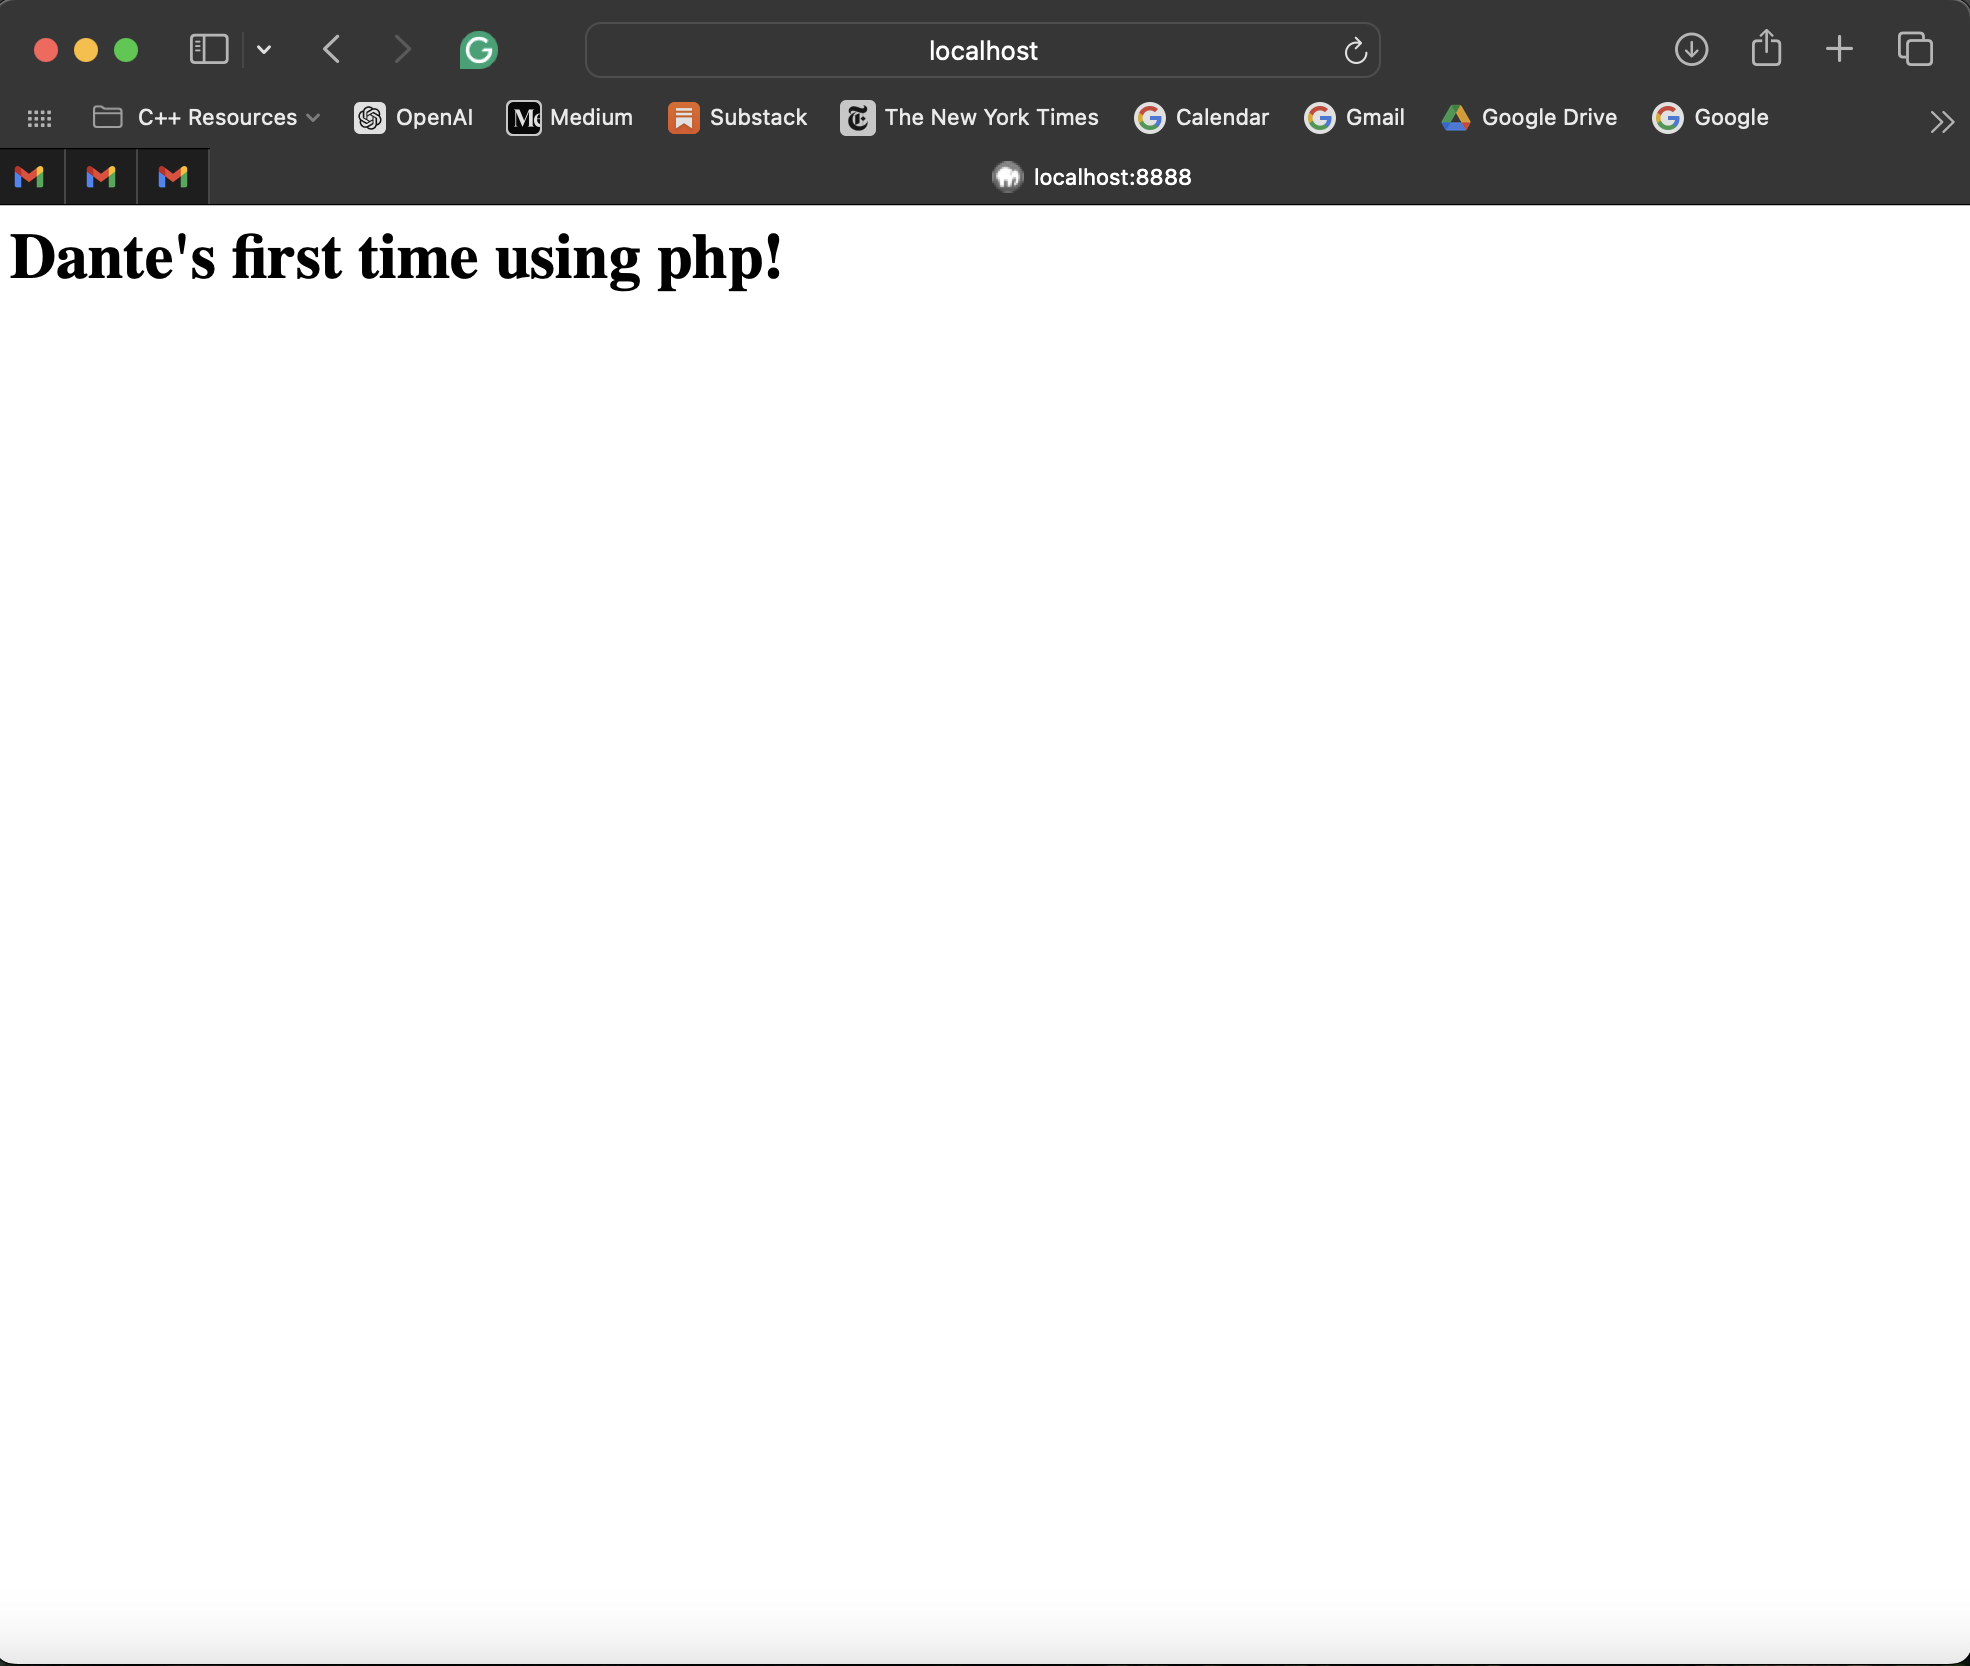 localhost
C++ Resources
OpenAI
Medium
Substack
The New York Times
Calendar
Gmail
Google Drive
Google
localhost:8888
Dante's first time using php!